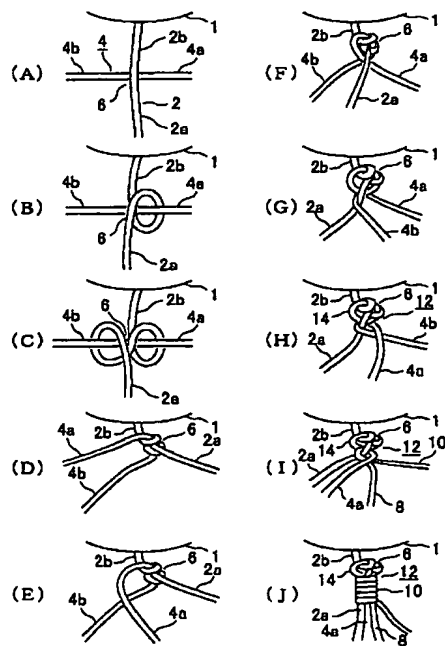 1
2b
4b 4 4a
(A)
6 2
2a
1
2b
4b 4a
(B)
6
2a
1
6 2b
4b 4a
(C)
2a
1
4a 2b 6 2a
(D)
4b
1
2b 6
(E)
4b 2a
4a
1
2b 6
(F)
4b 4a
2a
1
2b 6
(G)
4a
2a 4b
1
2b 6
(H) 14 12
4b
2a 4a
1
2b 6 10
(I) 14 12
2a
4a 8
1
2b 6
14 12
(J) 10
2a
4a 8